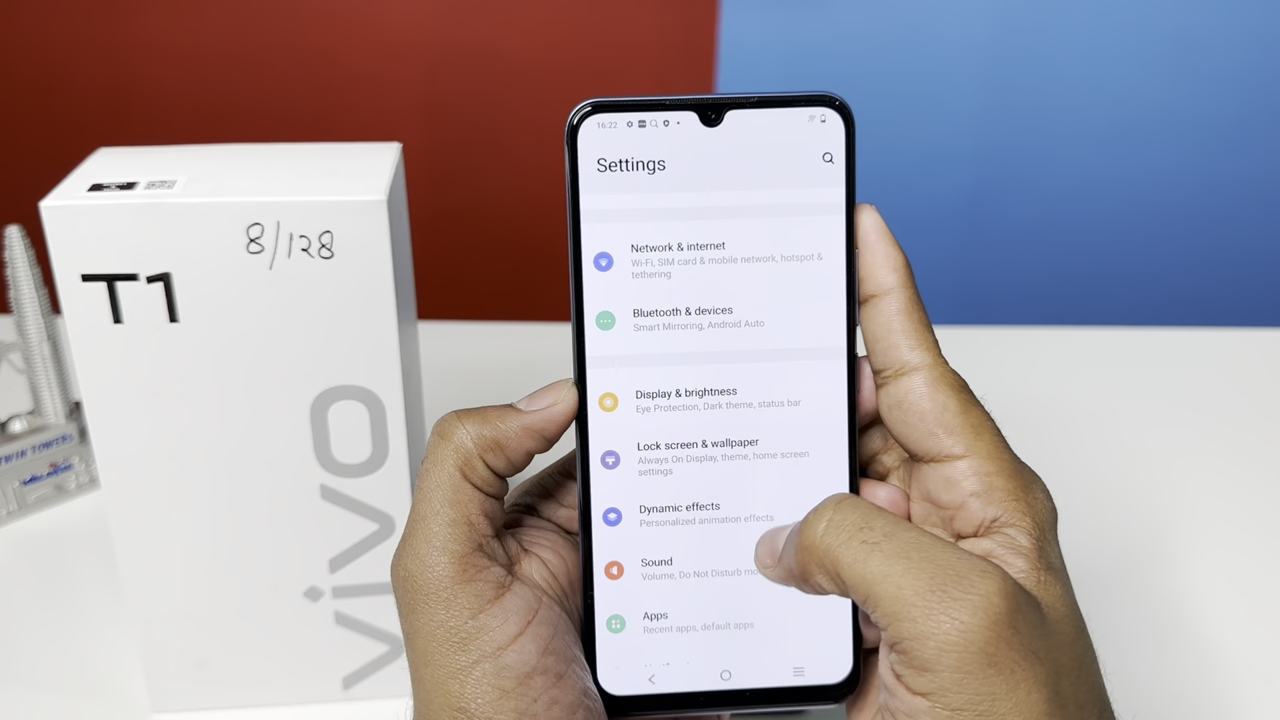 8/128
T1
vivo
TWIN TOWER
16:22
Settings
Network & internet
Wi-Fi, SIM card & mobile network, hotspot &
tethering
Bluetooth & devices
Smart Mirroring, Android Auto
Display & brightness
Eye Protection, Dark theme, status bar
Lock screen & wallpaper
Always On Display, theme, home screen
settings
Dynamic effects
Personalized animation effects
Sound
Volume, Do Not Disturb
Apps
Recent apps, default apps